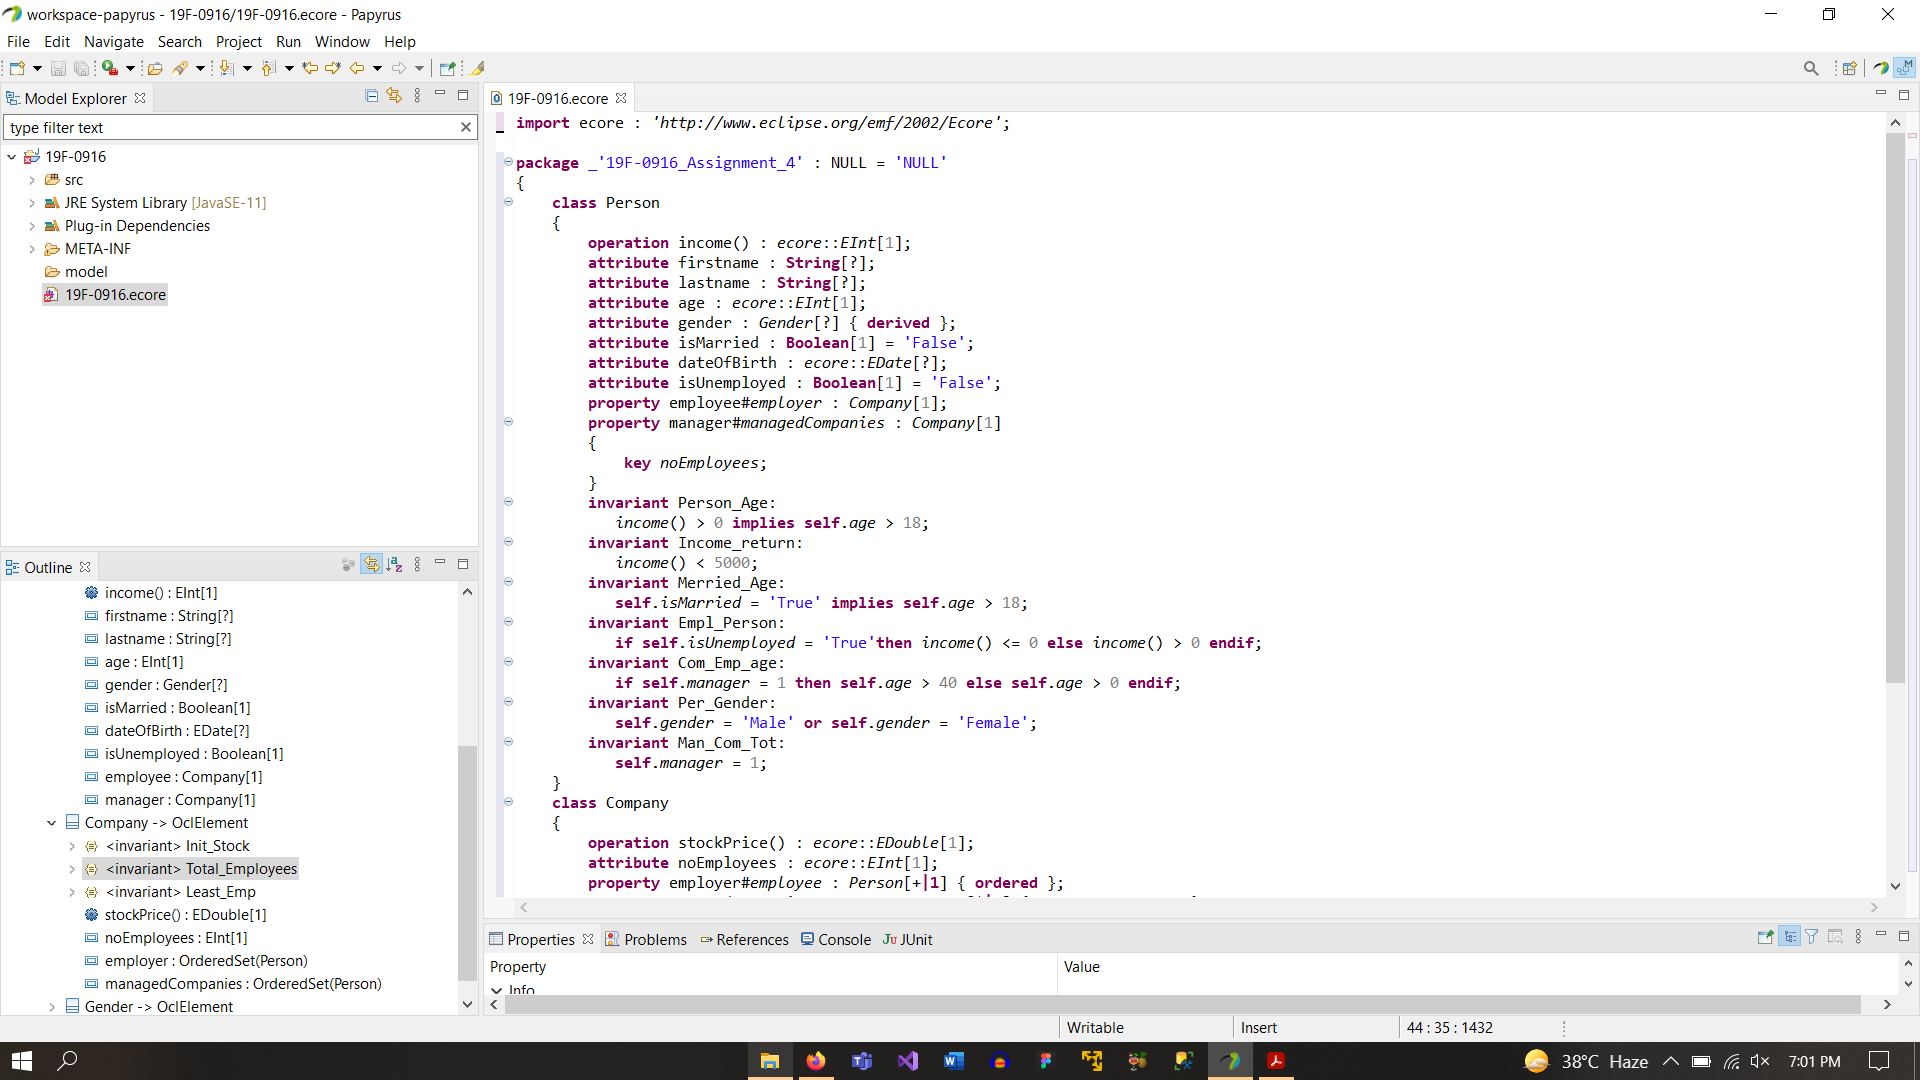 workspace-papyrus - 19F-0916/19F-0916.ecore - Papyrus
File Edit Navigate Search Project Run Window Help
Model Explorer
type filter text
19F-0916
src
JRE System Library [JavaSE-11]
Plug-in Dependencies
META-INF
model
19F-0916.ecore
Outline
income() : EInt[1]
firstname : String[?]
lastname : String[?]
age : EInt[1]
gender : Gender[?]
isMarried : Boolean[1]
dateOfBirth : EDate[?]
isUnemployed : Boolean[1]
employee : Company[1]
manager : Company[1]
Company -> OclElement
<invariant> Init_Stock
<invariant> Total_Employees
<invariant> Least_Emp
stockPrice() : EDouble[1]
noEmployees : EInt[1]
employer : OrderedSet(Person)
managedCompanies : OrderedSet(Person)
Gender -> OclElement
19F-0916.ecore
import ecore : 'http://www.eclipse.org/emf/2002/Ecore';
package _'19F-0916_Assignment_4' : NULL = 'NULL'
{
class Person
{
operation income() : ecore::EInt[1];
attribute firstname : String[?];
attribute lastname : String[?];
attribute age : ecore::EInt[1];
attribute gender : Gender[?] { derived };
attribute isMarried : Boolean[1] = 'False';
attribute dateOfBirth : ecore::EDate[?];
attribute isUnemployed : Boolean[1] = 'False';
property employee#employer : Company[1];
property manager#managedCompanies : Company[1]
{
key noEmployees;
}
invariant Person_Age:
income() > 0 implies self.age > 18;
invariant Income_return:
income() < 5000;
invariant Merried_Age:
self.isMarried = 'True' implies self.age > 18;
invariant Empl_Person:
if self.isUnemployed = 'True'then income() <= 0 else income() > 0 endif;
invariant Com_Emp_age:
if self.manager = 1 then self.age > 40 else self.age > 0 endif;
invariant Per_Gender:
self.gender = 'Male' or self.gender = 'Female';
invariant Man_Com_Tot:
self.manager = 1;
}
class Company
{
operation stockPrice() : ecore::EDouble[1];
attribute noEmployees : ecore::EInt[1];
property employer#employee : Person[+|1] { ordered };
Properties Problems References Console JUnit
Property Value
Info
Writable Insert 44 : 35 : 1432
38°C Haze 7:01 PM